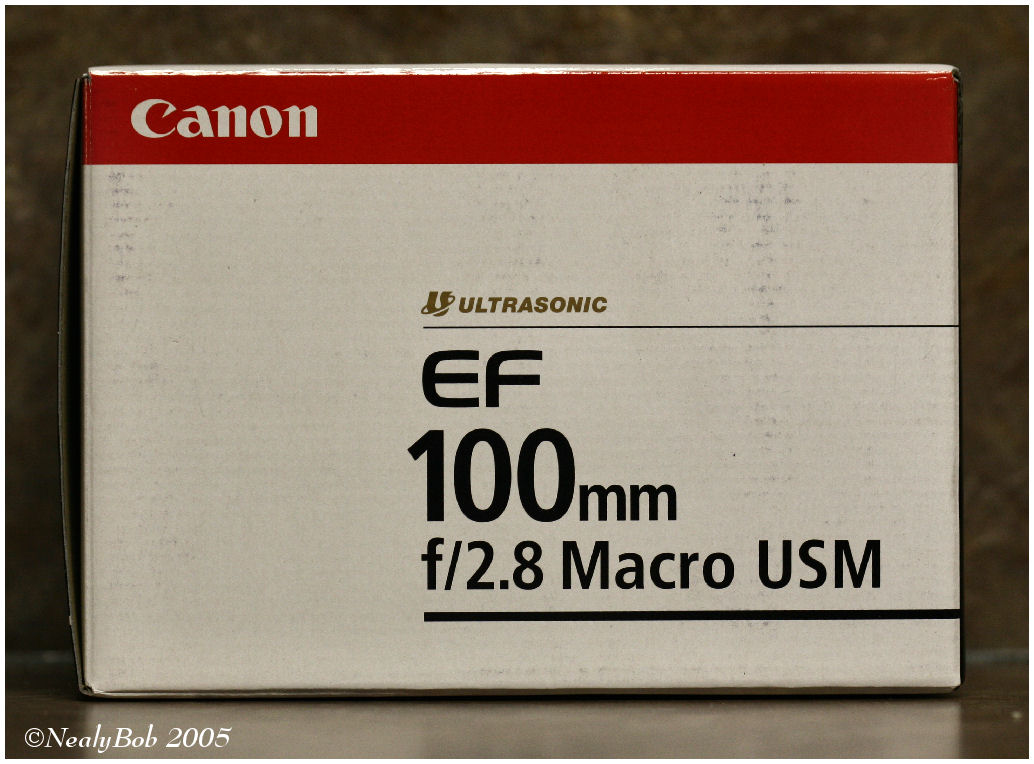 Canon
ULTRASONIC
EF
100mm
f/2.8 Macro USM
©NealyBob 2005